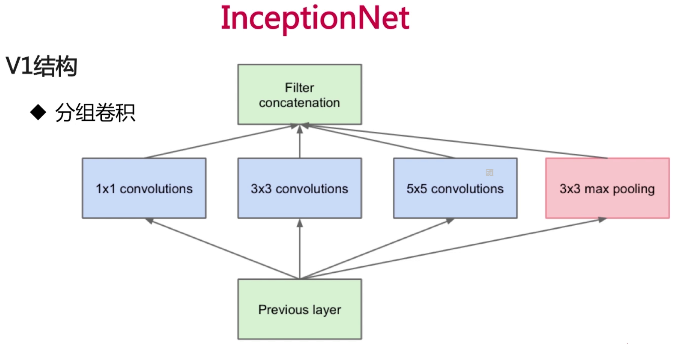 InceptionNet
V1结构
◆ 分组卷积
Filter
concatenation
1x1 convolutions
3x3 convolutions
5x5 convolutions
3x3 max pooling
Previous layer